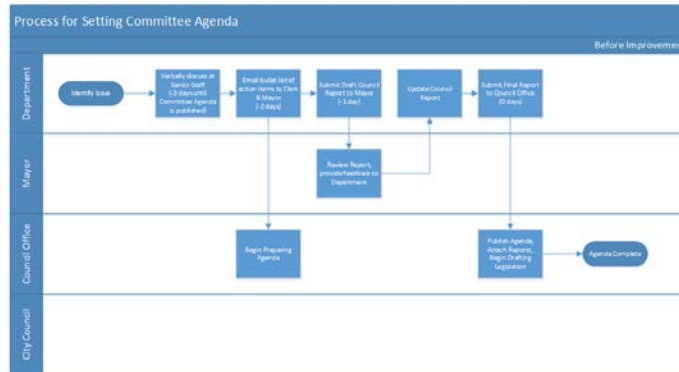 Process for Setting Committee Agenda
Before Improvement
Department
Identify Issue
Verbally discuss at
Senior Staff
(-3 days until
Committee Agenda
is published)
Email bullet list of
action items to Clerk
& Mayor
(-2 days)
Submit Draft Council
Report to Mayor
(-1 day)
Update Council
Report
Submit Final Report
to Council Office
(0 days)
Mayor
Review Report,
provide feedback to
Department
Council Office
Begin Preparing
Agenda
Publish Agenda,
Attach Reports,
Begin Drafting
Legislation
Agenda Complete
City Council